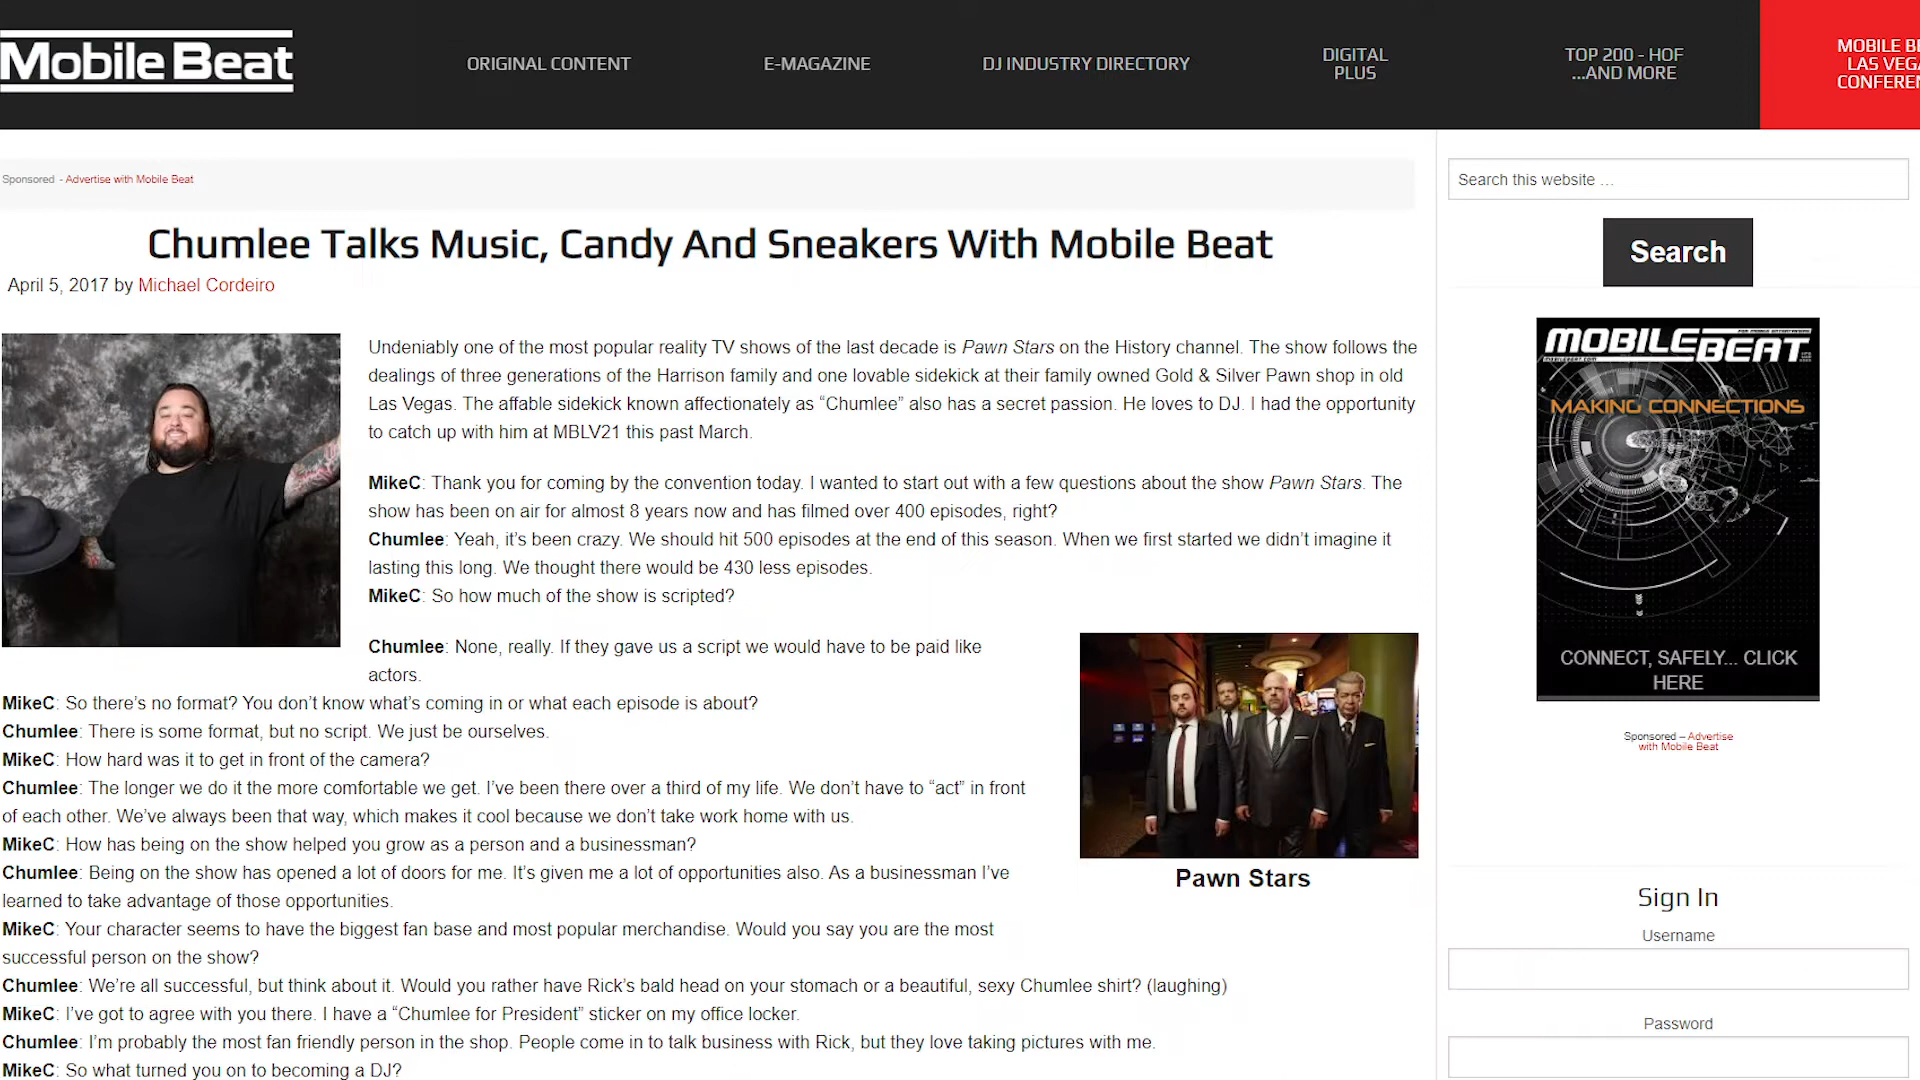 Mobile Beat
ORIGINAL CONTENT
E-MAGAZINE
DJ INDUSTRY DIRECTORY
DIGITAL
PLUS
TOP 200 - HOF
...AND MORE
MOBILE
LAS
Sponsored - Advertise with Mobile Beat
Chumlee Talks Music, Candy And Sneakers With Mobile Beat
April 5, 2017 by Michael Cordeiro
Undeniably one of the most popular reality TV shows of the last decade is Pawn Stars on the History channel. The show follows the
dealings of three generations of the Harrison family and one lovable sidekick at their family owned Gold & Silver Pawn shop in old
Las Vegas. The affable sidekick known affectionately as “Chumlee” also has a secret passion. He loves to DJ. I had the opportunity
to catch up with him at MBLV21 this past March.
MikeC: Thank you for coming by the convention today. I wanted to start out with a few questions about the show Pawn Stars. The
show has been on air for almost 8 years now and has filmed over 400 episodes, right?
Chumlee: Yeah, it’s been crazy. We should hit 500 episodes at the end of this season. When we first started we didn’t imagine it
lasting this long. We thought there would be 430 less episodes.
MikeC: So how much of the show is scripted?
Chumlee: None, really. If they gave us a script we would have to be paid like
actors.
MikeC: So there’s no format? You don’t know what’s coming in or what each episode is about?
Chumlee: There is some format, but no script. We just be ourselves.
MikeC: How hard was it to get in front of the camera?
Chumlee: The longer we do it the more comfortable we get. I’ve been there over a third of my life. We don’t have to “act” in front
of each other. We’ve always been that way, which makes it cool because we don’t take work home with us.
MikeC: How has being on the show helped you grow as a person and a businessman?
Chumlee: Being on the show has opened a lot of doors for me. It’s given me a lot of opportunities also. As a businessman I’ve
learned to take advantage of those opportunities.
MikeC: Your character seems to have the biggest fan base and most popular merchandise. Would you say you are the most
successful person on the show?
Chumlee: We’re all successful, but think about it. Would you rather have Rick’s bald head on your stomach or a beautiful, sexy Chumlee shirt? (laughing)
MikeC: I’ve got to agree with you there. I have a “Chumlee for President” sticker on my office locker.
Chumlee: I’m probably the most fan friendly person in the shop. People come in to talk business with Rick, but they love taking pictures with me.
MikeC: So what turned you on to becoming a DJ?
Pawn Stars
Search this website …
Search
MOBILEBEAT
MAKING CONNECTIONS
CONNECT, SAFELY... CLICK
HERE
Sponsored – Advertise
with Mobile Beat
Sign In
Username
Password